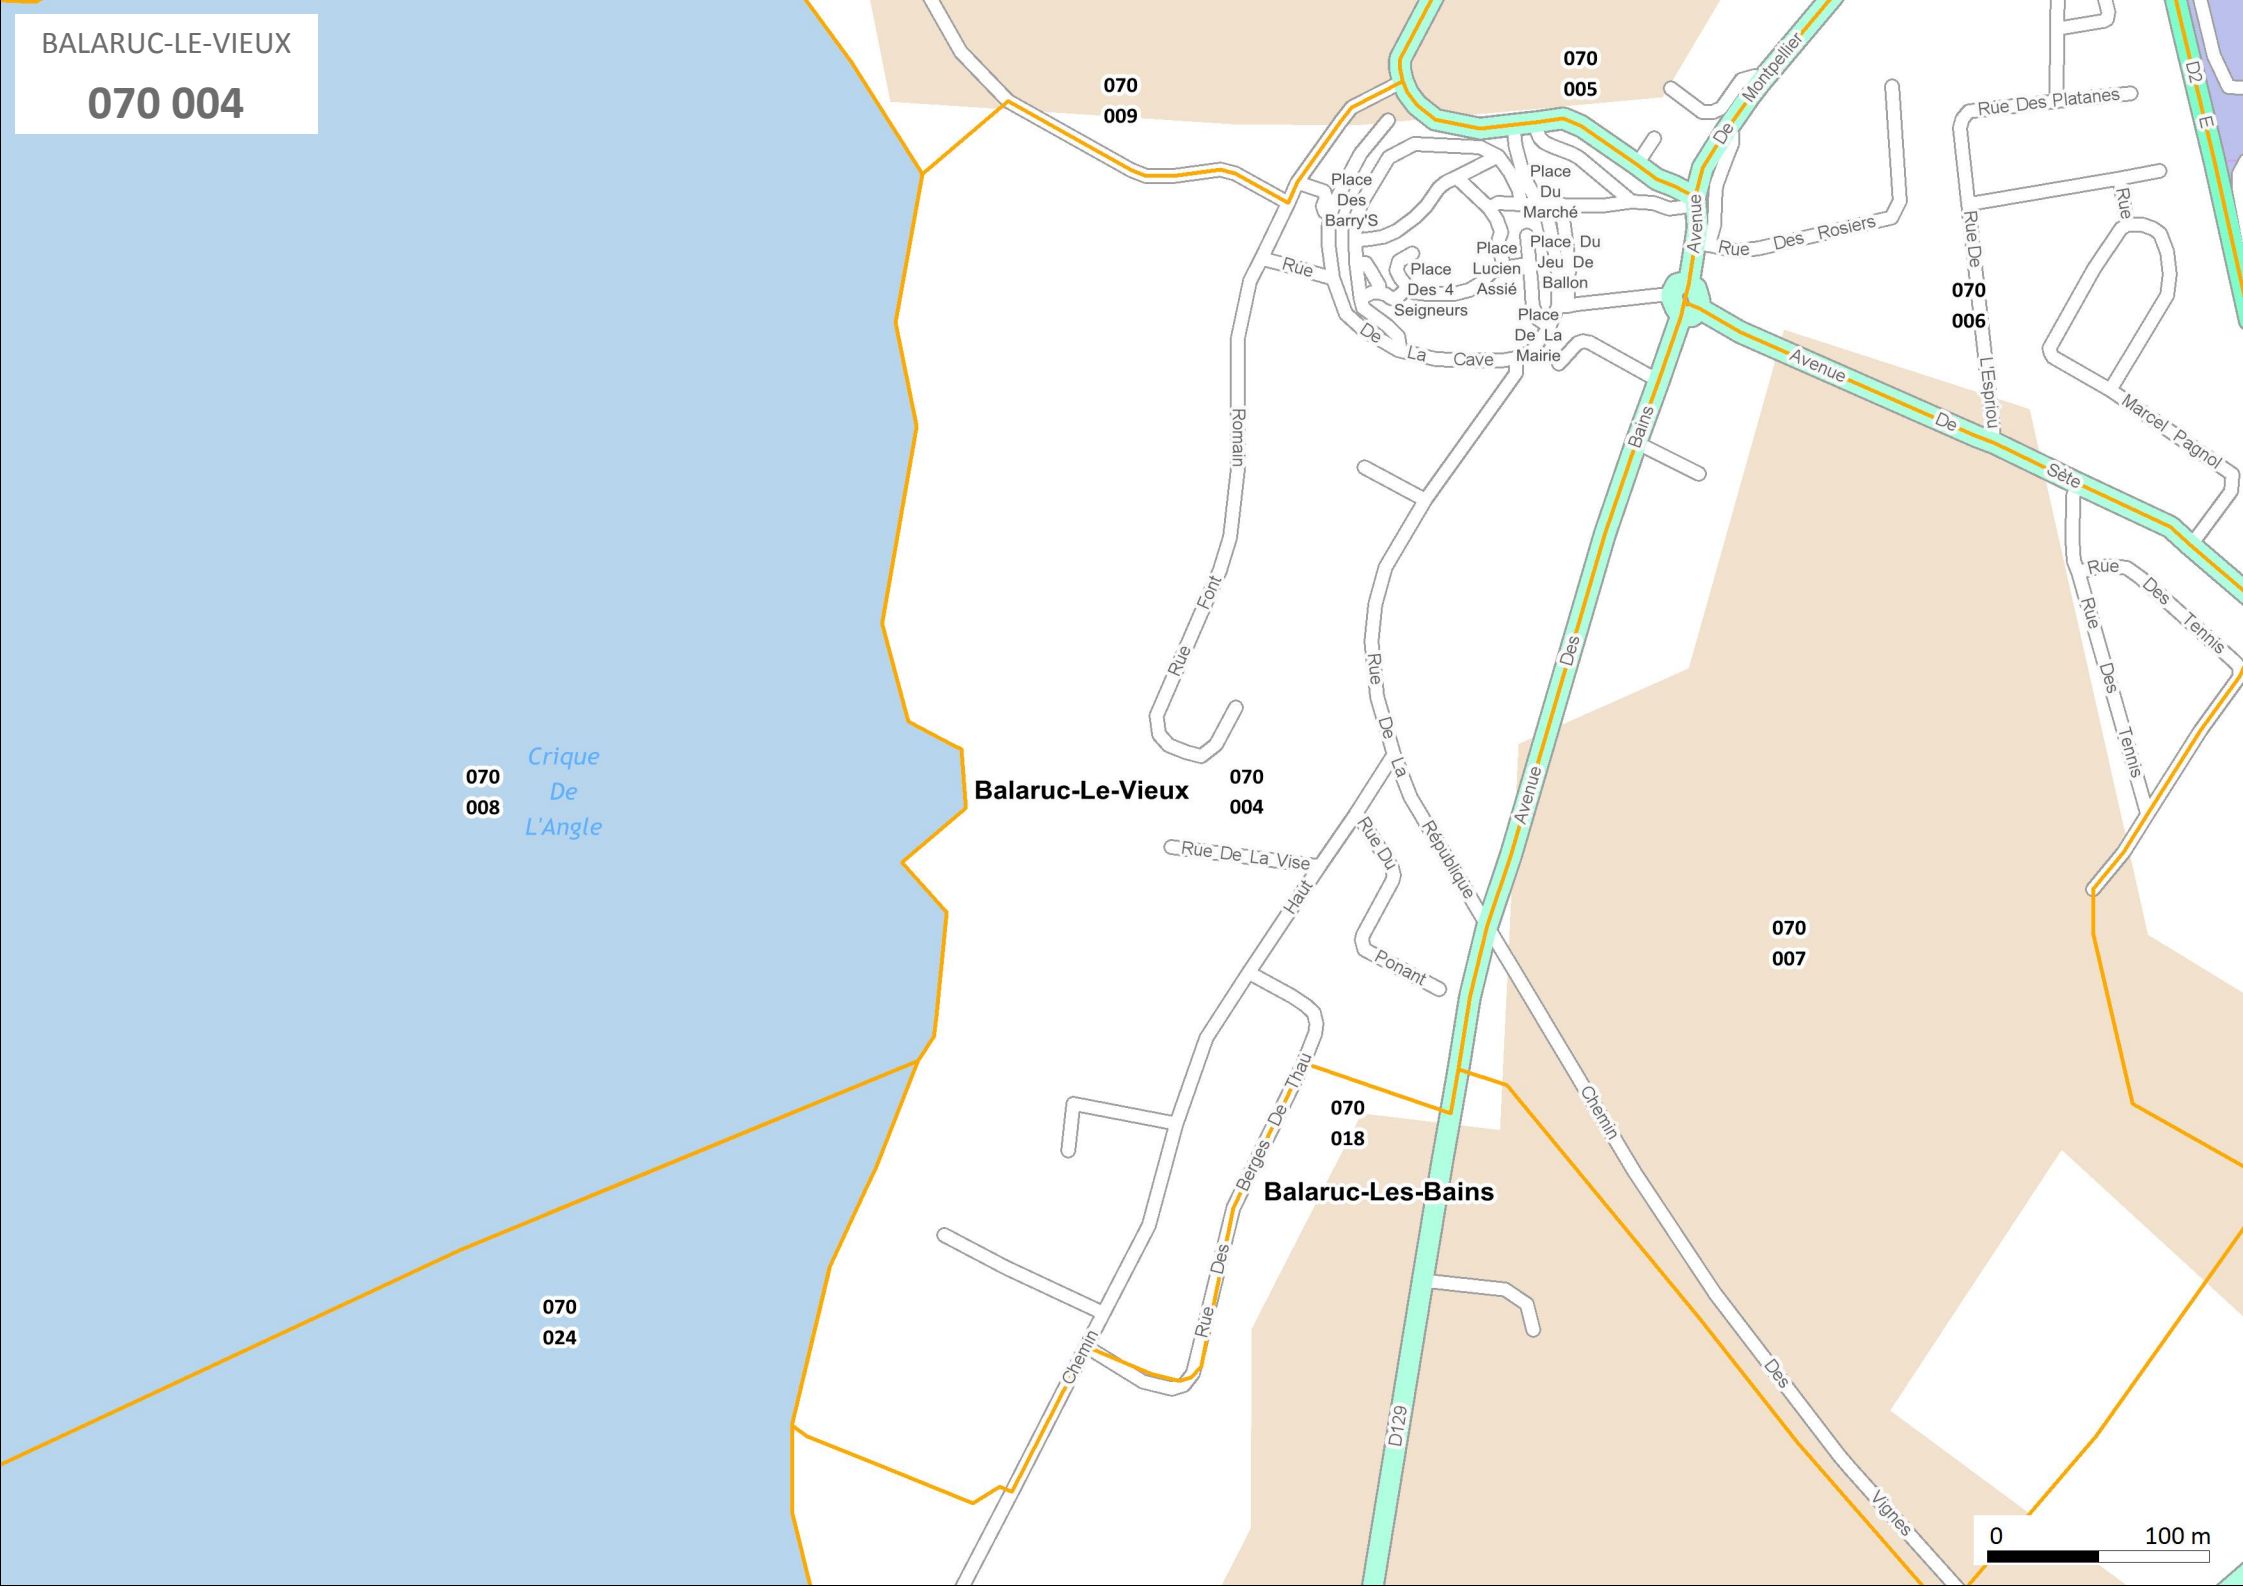 BALARUC-LE-VIEUX
070 004
070
009
070
005
De Montpellier
Rue Des Platanes
D2 E
Place
Des
Barry'S
Place
Du
Marché
Place
Lucien
Assié
Place Du
Jeu De
Ballon
Place
Des 4
Seigneurs
Place
De La
Mairie
Avenue
Rue Des Rosiers
Rue De L'Espriou
070
006
Rue Marcel Pagnol
Rue De La Cave
Avenue De Sète
Rue Font Romain
Avenue Des Bains
Rue Des Tennis
Rue Des Tennis
Rue De La République
Crique
De
L'Angle
070
008
Balaruc-Le-Vieux
070
004
Rue De La Vise
Rue Du Ponant
Chemin Haut
070
007
Rue Des Berges De Thau
070
018
Balaruc-Les-Bains
Chemin Des Vignes
070
024
D129
0 100 m